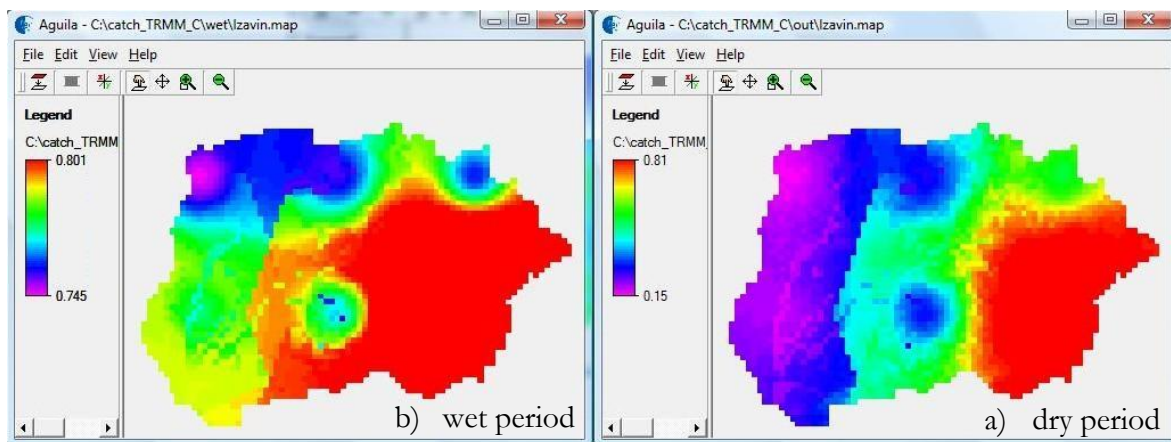 Aguila - C:\catch_TRMM_C\wet\lzavin.map
File Edit View Help
Legend
C:\catch_TRMM
0.801
0.745
b) wet period
Aguila - C:\catch_TRMM_C\out\lzavin.map
File Edit View Help
Legend
C:\catch_TRMM_
0.81
0.15
a) dry period